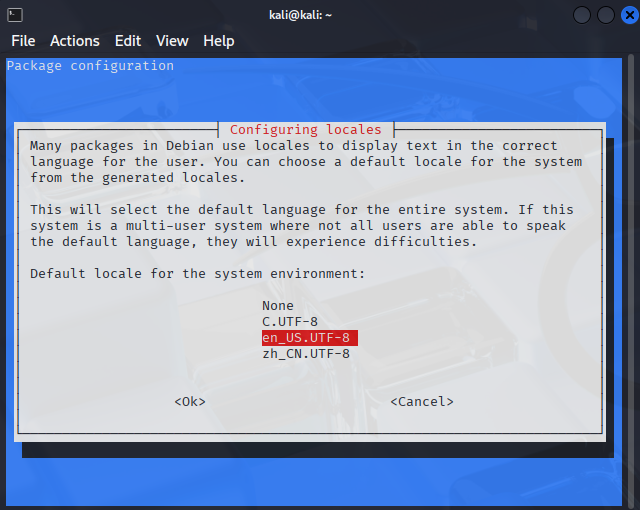 kali@kali: ~
File Actions Edit View Help
Package configuration
Configuring locales
Many packages in Debian use locales to display text in the correct
language for the user. You can choose a default locale for the system
from the generated locales.
This will select the default language for the entire system. If this
system is a multi-user system where not all users are able to speak
the default language, they will experience difficulties.
Default locale for the system environment:
None
C.UTF-8
en_US.UTF-8
zh_CN.UTF-8
<Ok> <Cancel>